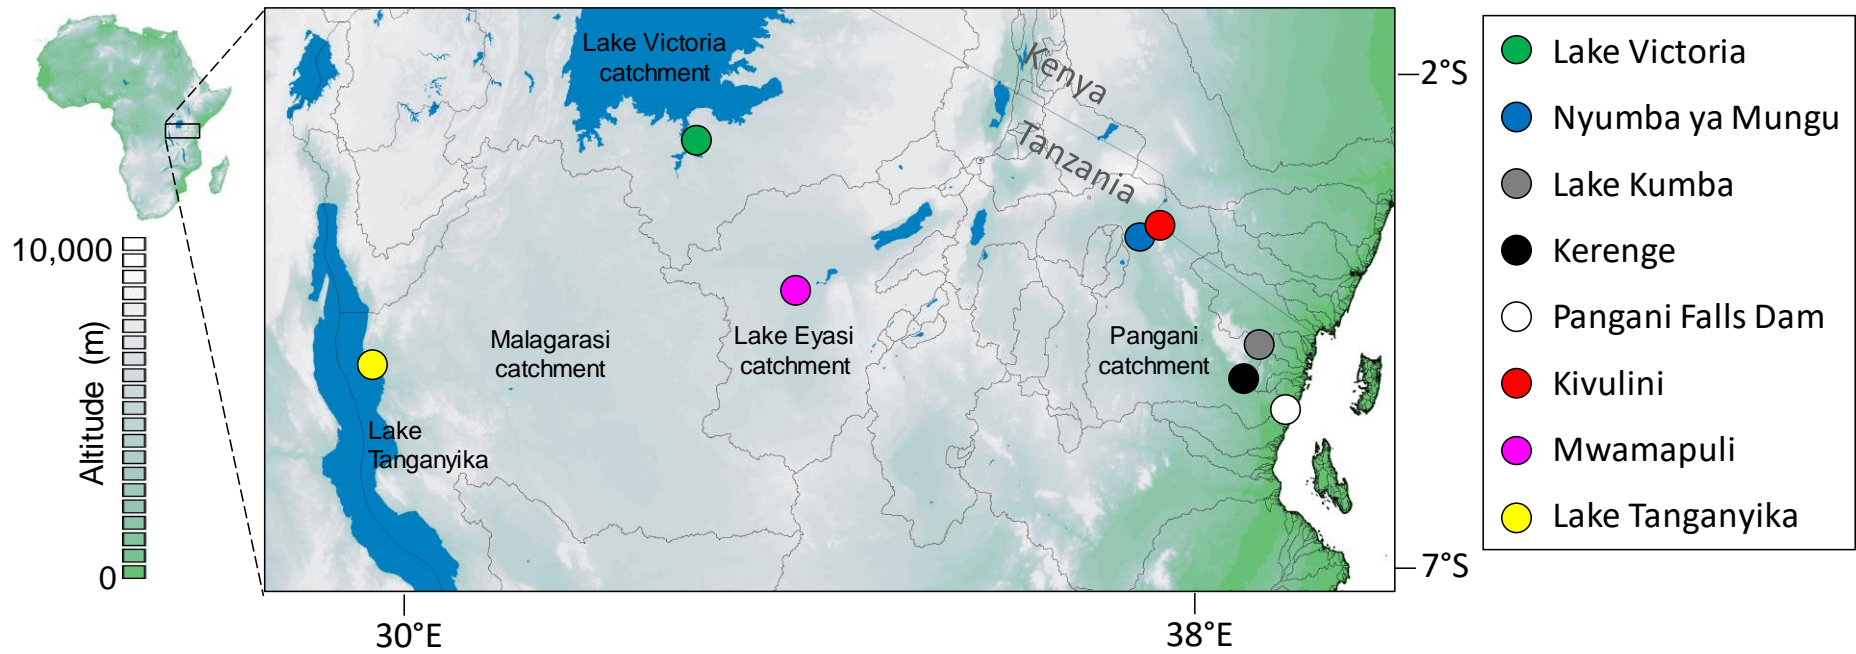 Lake Victoria
catchment
Kenya
Tanzania
Malagarasi
catchment
Lake Eyasi
catchment
Pangani
catchment
Lake
Tanganyika
10,000
Altitude (m)
0
2°S
7°S
30°E
38°E
Lake Victoria
Nyumba ya Mungu
Lake Kumba
Kerenge
Pangani Falls Dam
Kivulini
Mwamapuli
Lake Tanganyika